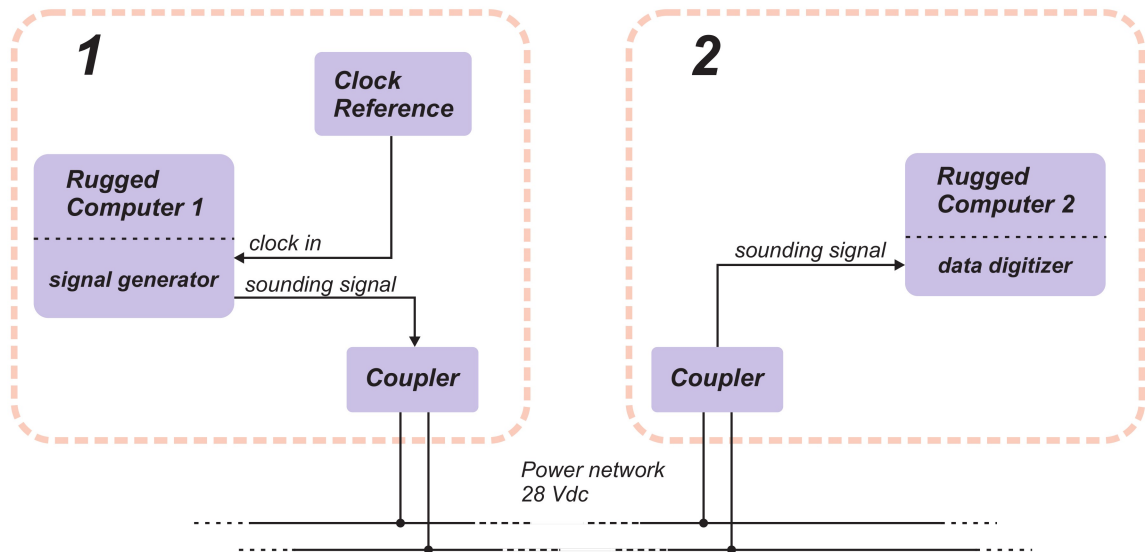 1
Clock
Reference
Rugged
Computer 1
clock in
signal generator
sounding signal
Coupler
2
Rugged
Computer 2
sounding signal
data digitizer
Coupler
Power network
28 Vdc